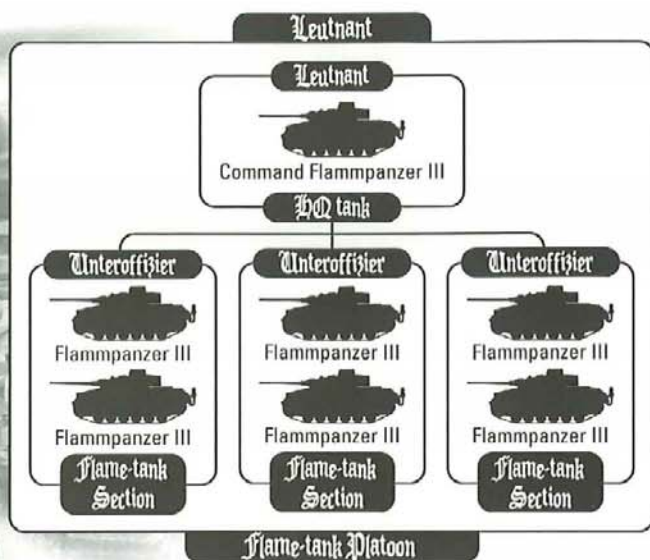 Leutnant
Leutnant
Command Flammpanzer III
HQ tank
Unteroffizier Unteroffizier Unteroffizier
Flammpanzer III Flammpanzer III Flammpanzer III
Flammpanzer III Flammpanzer III Flammpanzer III
Flame-tank Flame-tank Flame-tank
Section Section Section
Flame-tank Platoon